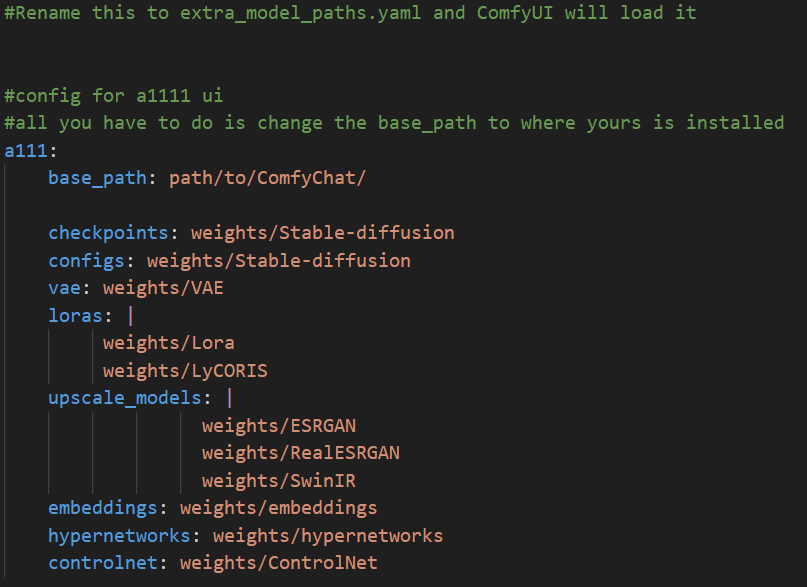 #Rename this to extra_model_paths.yaml and ComfyUI will load it
#config for a1111 ui
#all you have to do is change the base_path to where yours is installed
a111:
    base_path: path/to/ComfyChat/
    checkpoints: weights/Stable-diffusion
    configs: weights/Stable-diffusion
    vae: weights/VAE
    loras: |
         weights/Lora
         weights/LyCORIS
    upscale_models: |
                  weights/ESRGAN
                  weights/RealESRGAN
                  weights/SwinIR
    embeddings: weights/embeddings
    hypernetworks: weights/hypernetworks
    controlnet: weights/ControlNet